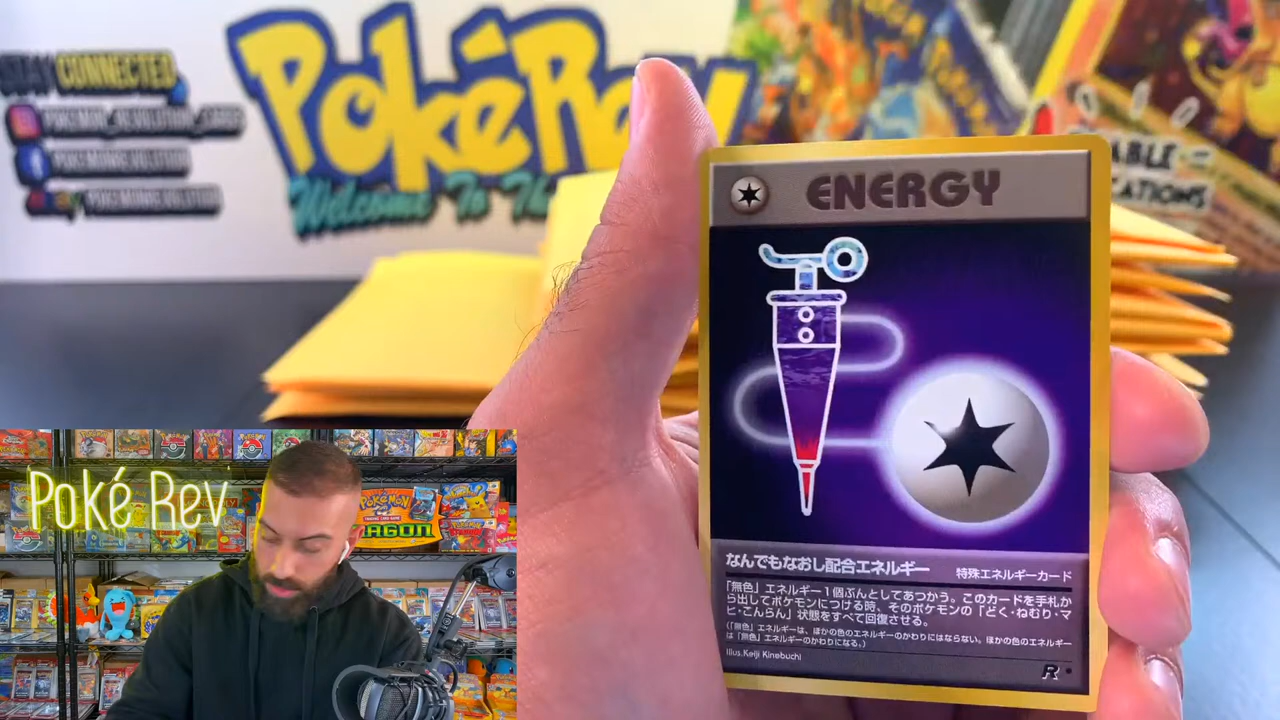 STAY CONNECTED
POKEMON_REVOLUTION_CARDS
POKEMONREVOLUTION
POKEMONREVOLUTION
PokéRev
Welcome To The
ENERGY
なんでもなおし配合エネルギー
特殊エネルギーカード
「無色」エネルギー1個ぶんとしてあつかう。このカードを手札か
ら出してポケモンにつける時、そのポケモンの「どく・ねむり・マ
ヒ・こんらん」状態をすべて回復させる。
(「無色」エネルギーは、ほかの色のエネルギーのかわりにはならない。ほかの色のエネルギー
は「無色」エネルギーのかわりになる。)
Illus.Keiji Kinebuchi
R
Poké Rev
POKÉMON
DRAGON